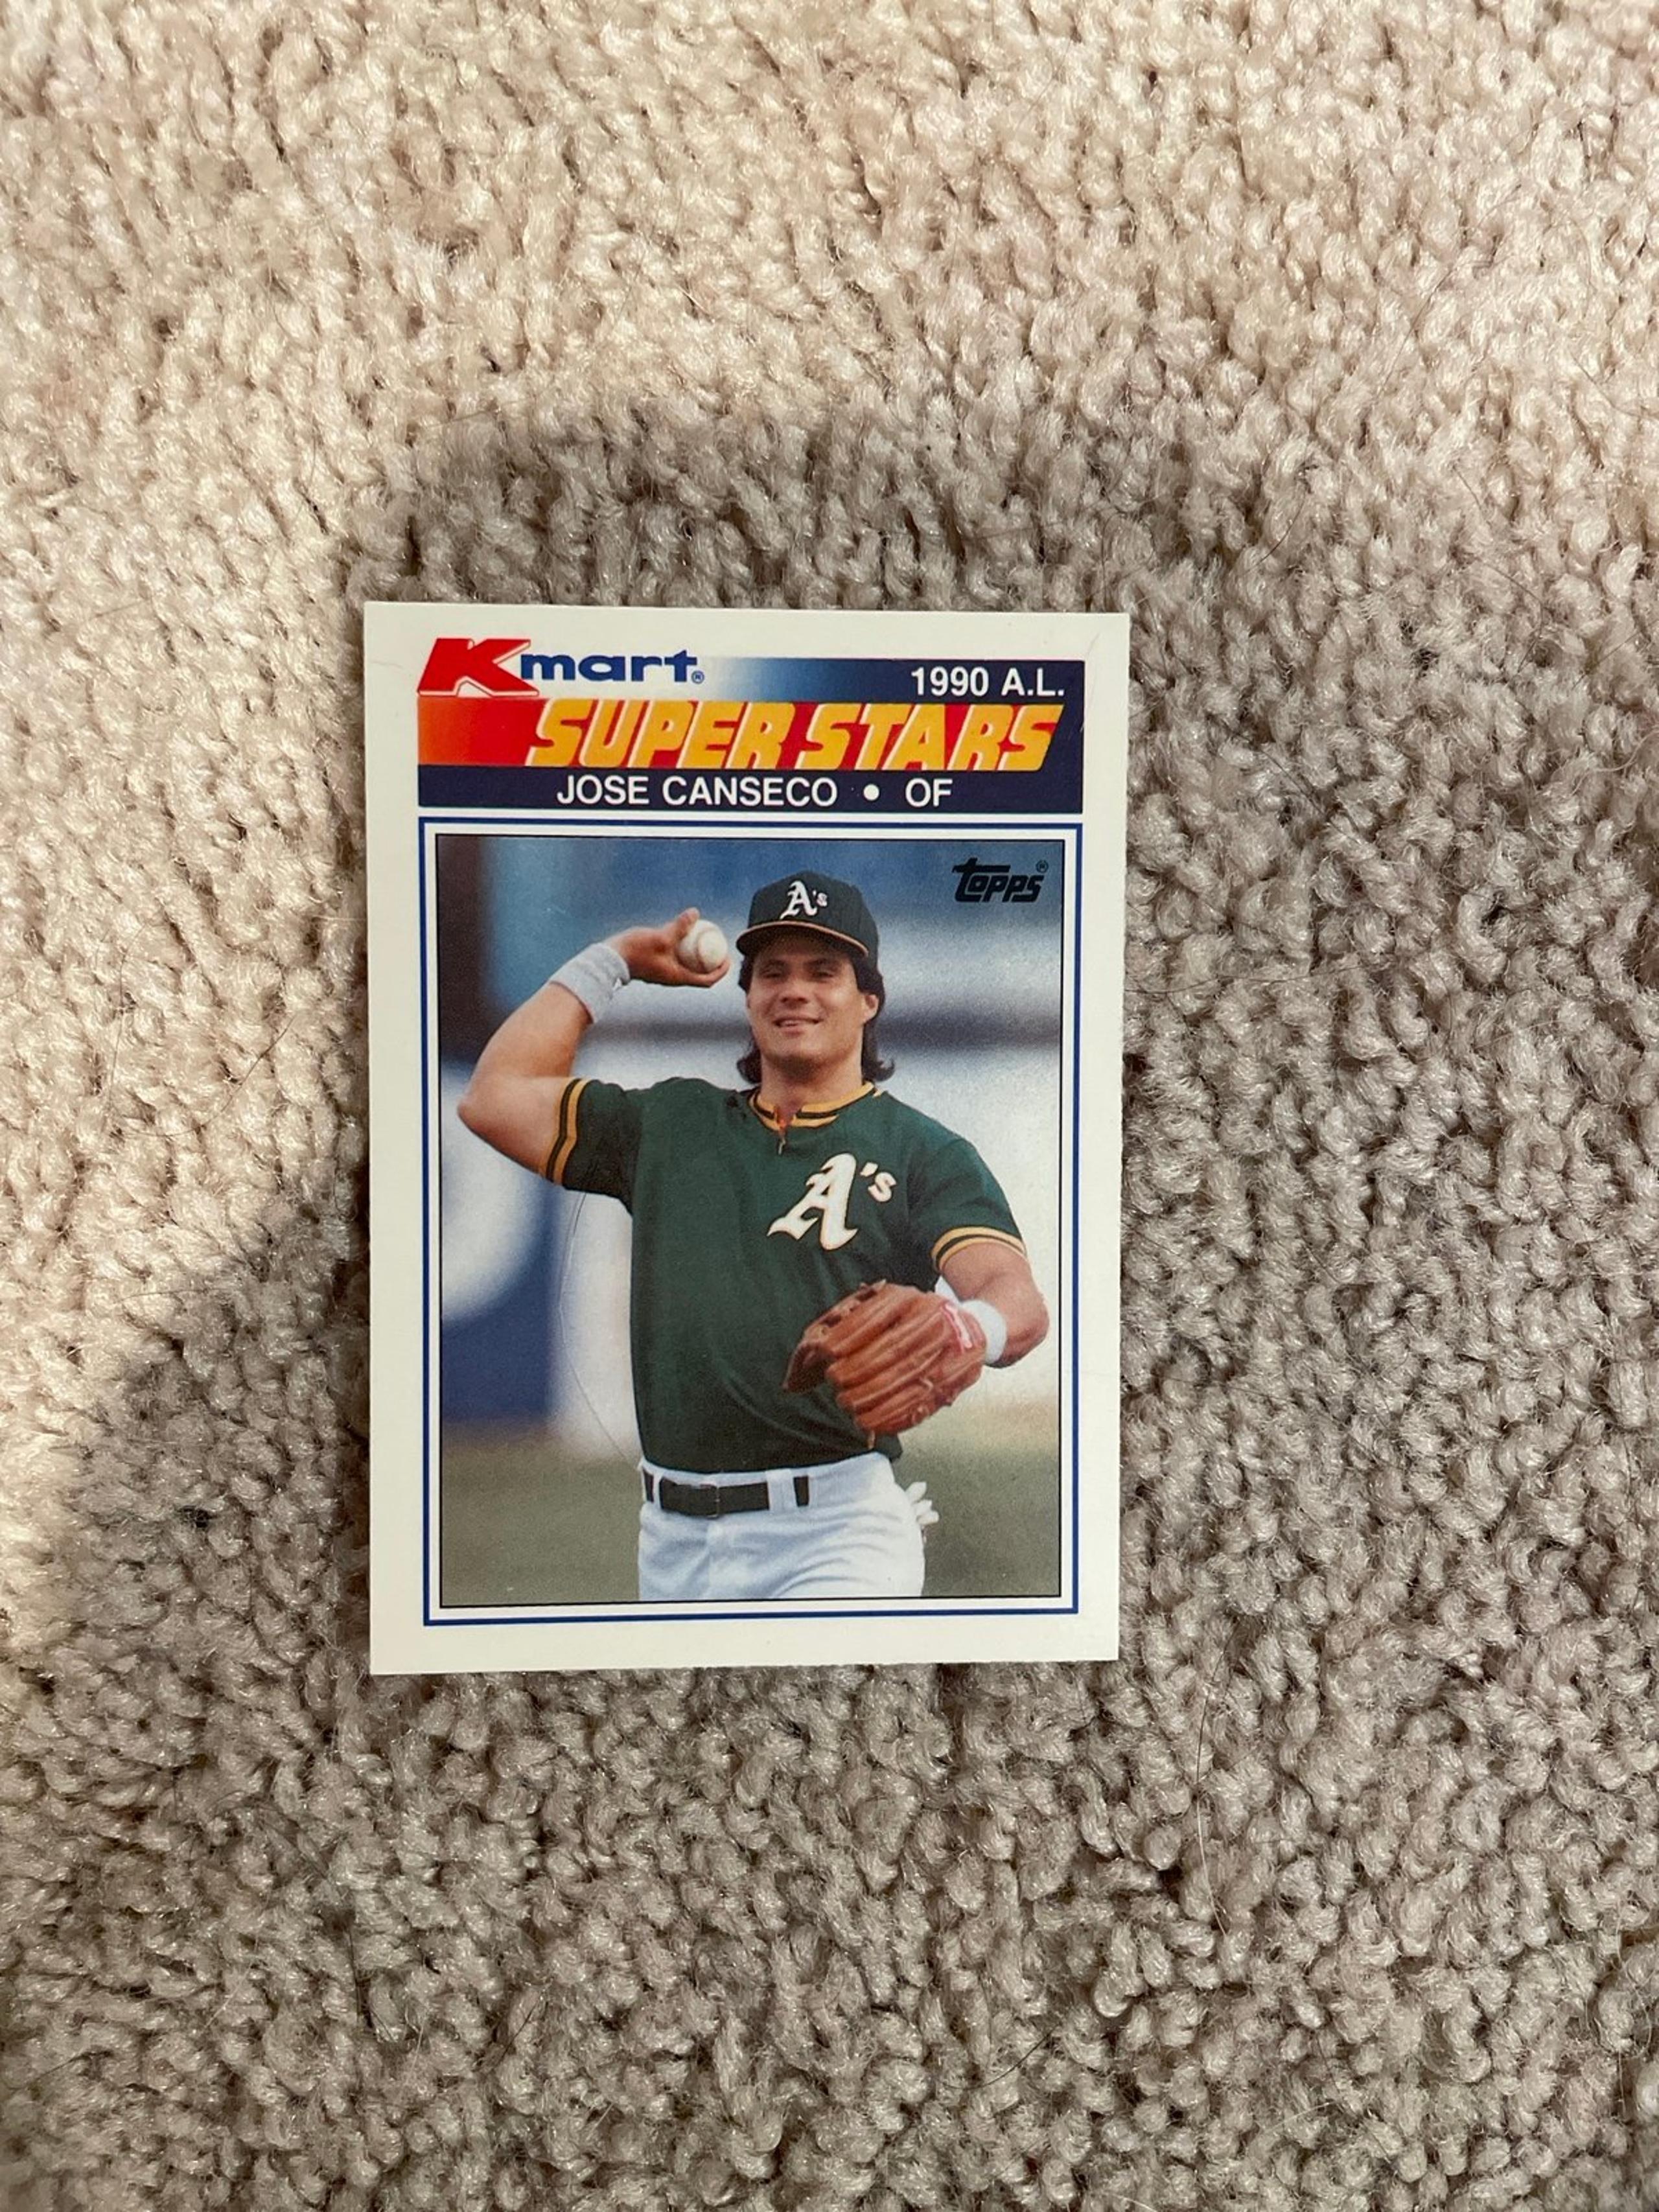 Kmart®
1990 A.L.
SUPER STARS
JOSE CANSECO • OF
TOPPS®
A's
A's